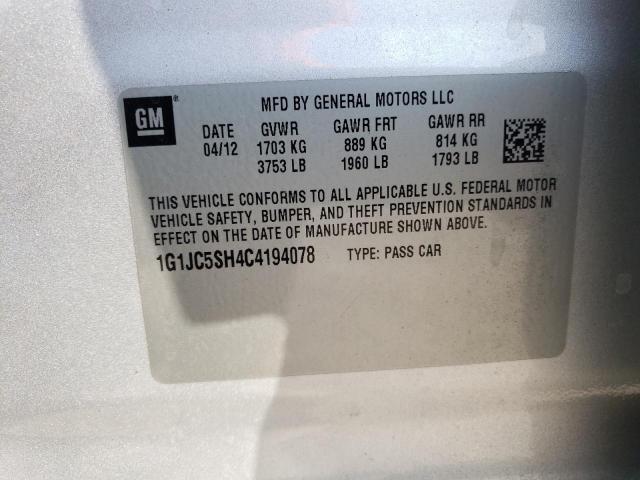 GM
MFD BY GENERAL MOTORS LLC
DATE GVWR GAWR FRT GAWR RR
04/12 1703 KG 889 KG 814 KG
3753 LB 1960 LB 1793 LB
THIS VEHICLE CONFORMS TO ALL APPLICABLE U.S. FEDERAL MOTOR
VEHICLE SAFETY, BUMPER, AND THEFT PREVENTION STANDARDS IN
EFFECT ON THE DATE OF MANUFACTURE SHOWN ABOVE.
1G1JC5SH4C4194078 TYPE: PASS CAR